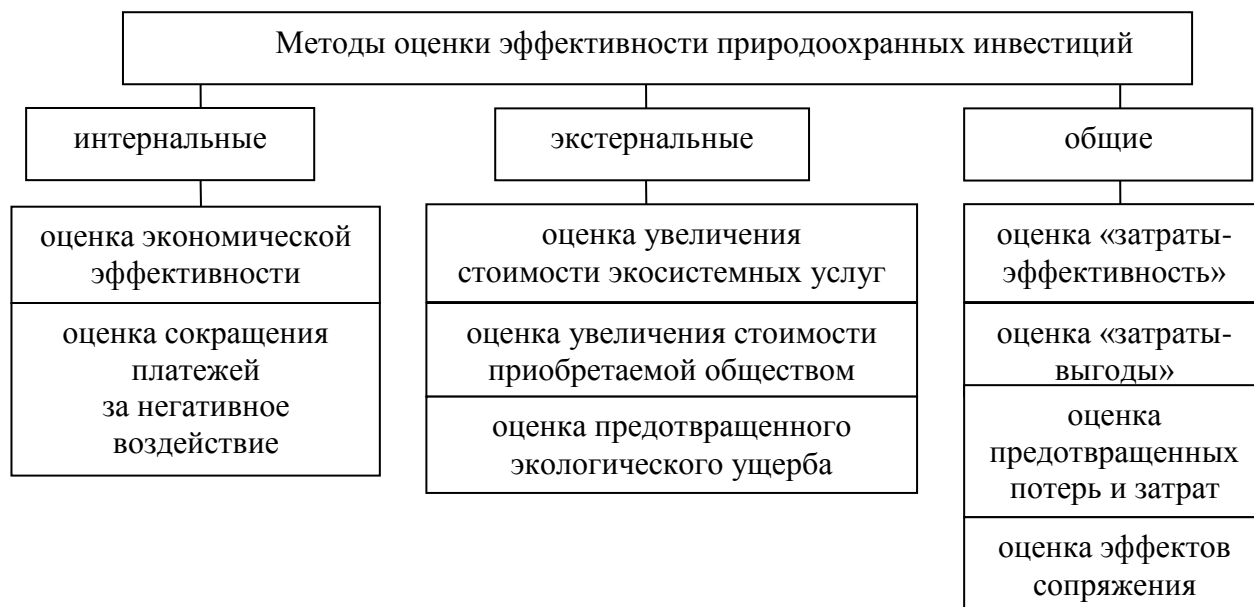 Методы оценки эффективности природоохранных инвестиций
интернальные
экстернальные
общие
оценка экономической
эффективности
оценка сокращения
платежей
за негативное
воздействие
оценка увеличения
стоимости экосистемных услуг
оценка увеличения стоимости
приобретаемой обществом
оценка предотвращенного
экологического ущерба
оценка «затраты-
эффективность»
оценка «затраты-
выгоды»
оценка
предотвращенных
потерь и затрат
оценка эффектов
сопряжения